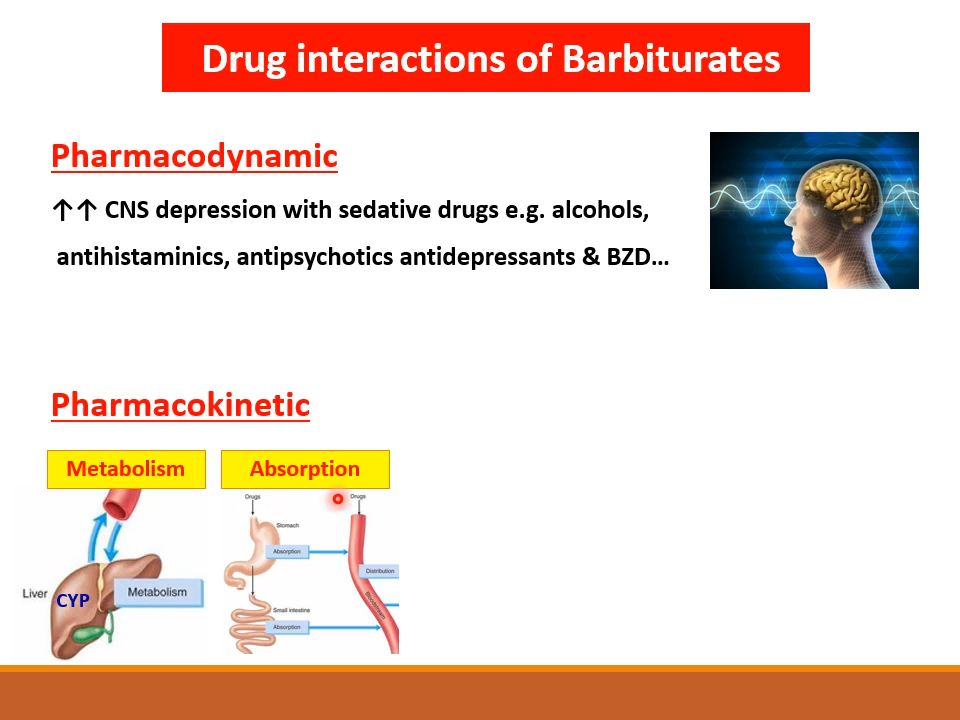 Drug interactions of Barbiturates
Pharmacodynamic
↑↑ CNS depression with sedative drugs e.g. alcohols,
antihistaminics, antipsychotics antidepressants & BZD...
Pharmacokinetic
Metabolism
Absorption
Liver
CYP
Metabolism
Drugs
Drugs
Stomach
Absorption
Distribution
Small intestine
Absorption
Bloodstream